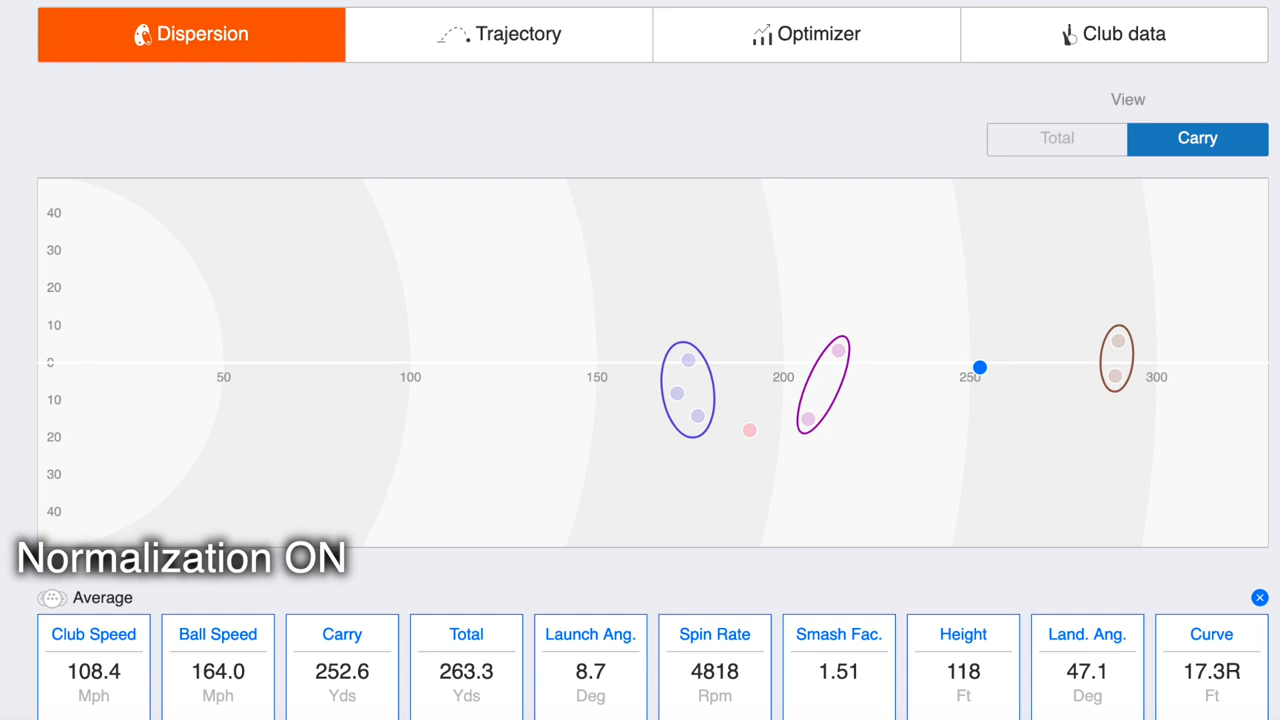 Dispersion
Trajectory
Optimizer
Club data
View
Total
Carry
40
30
20
10
0
50
100
150
200
250
300
10
20
30
40
Normalization ON
Average
Club Speed
Ball Speed
Carry
Total
Launch Ang.
Spin Rate
Smash Fac.
Height
Land. Ang.
Curve
108.4
164.0
252.6
263.3
8.7
4818
1.51
118
47.1
17.3R
Mph
Mph
Yds
Yds
Deg
Rpm
Ft
Deg
Ft